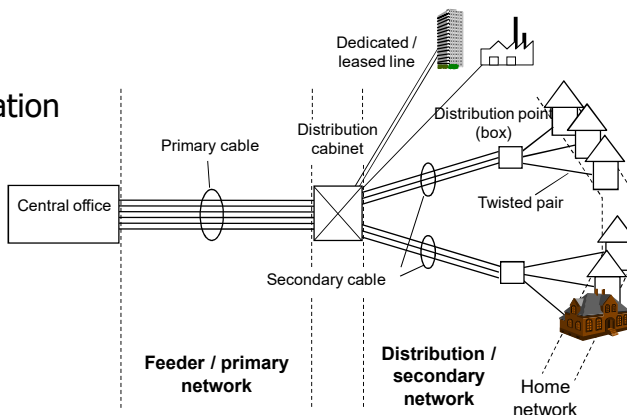 Dedicated /
leased line
ation
Distribution point
(box)
Distribution
cabinet
Primary cable
Central office
Twisted pair
Secondary cable
Feeder / primary
network
Distribution /
secondary
network
Home
network